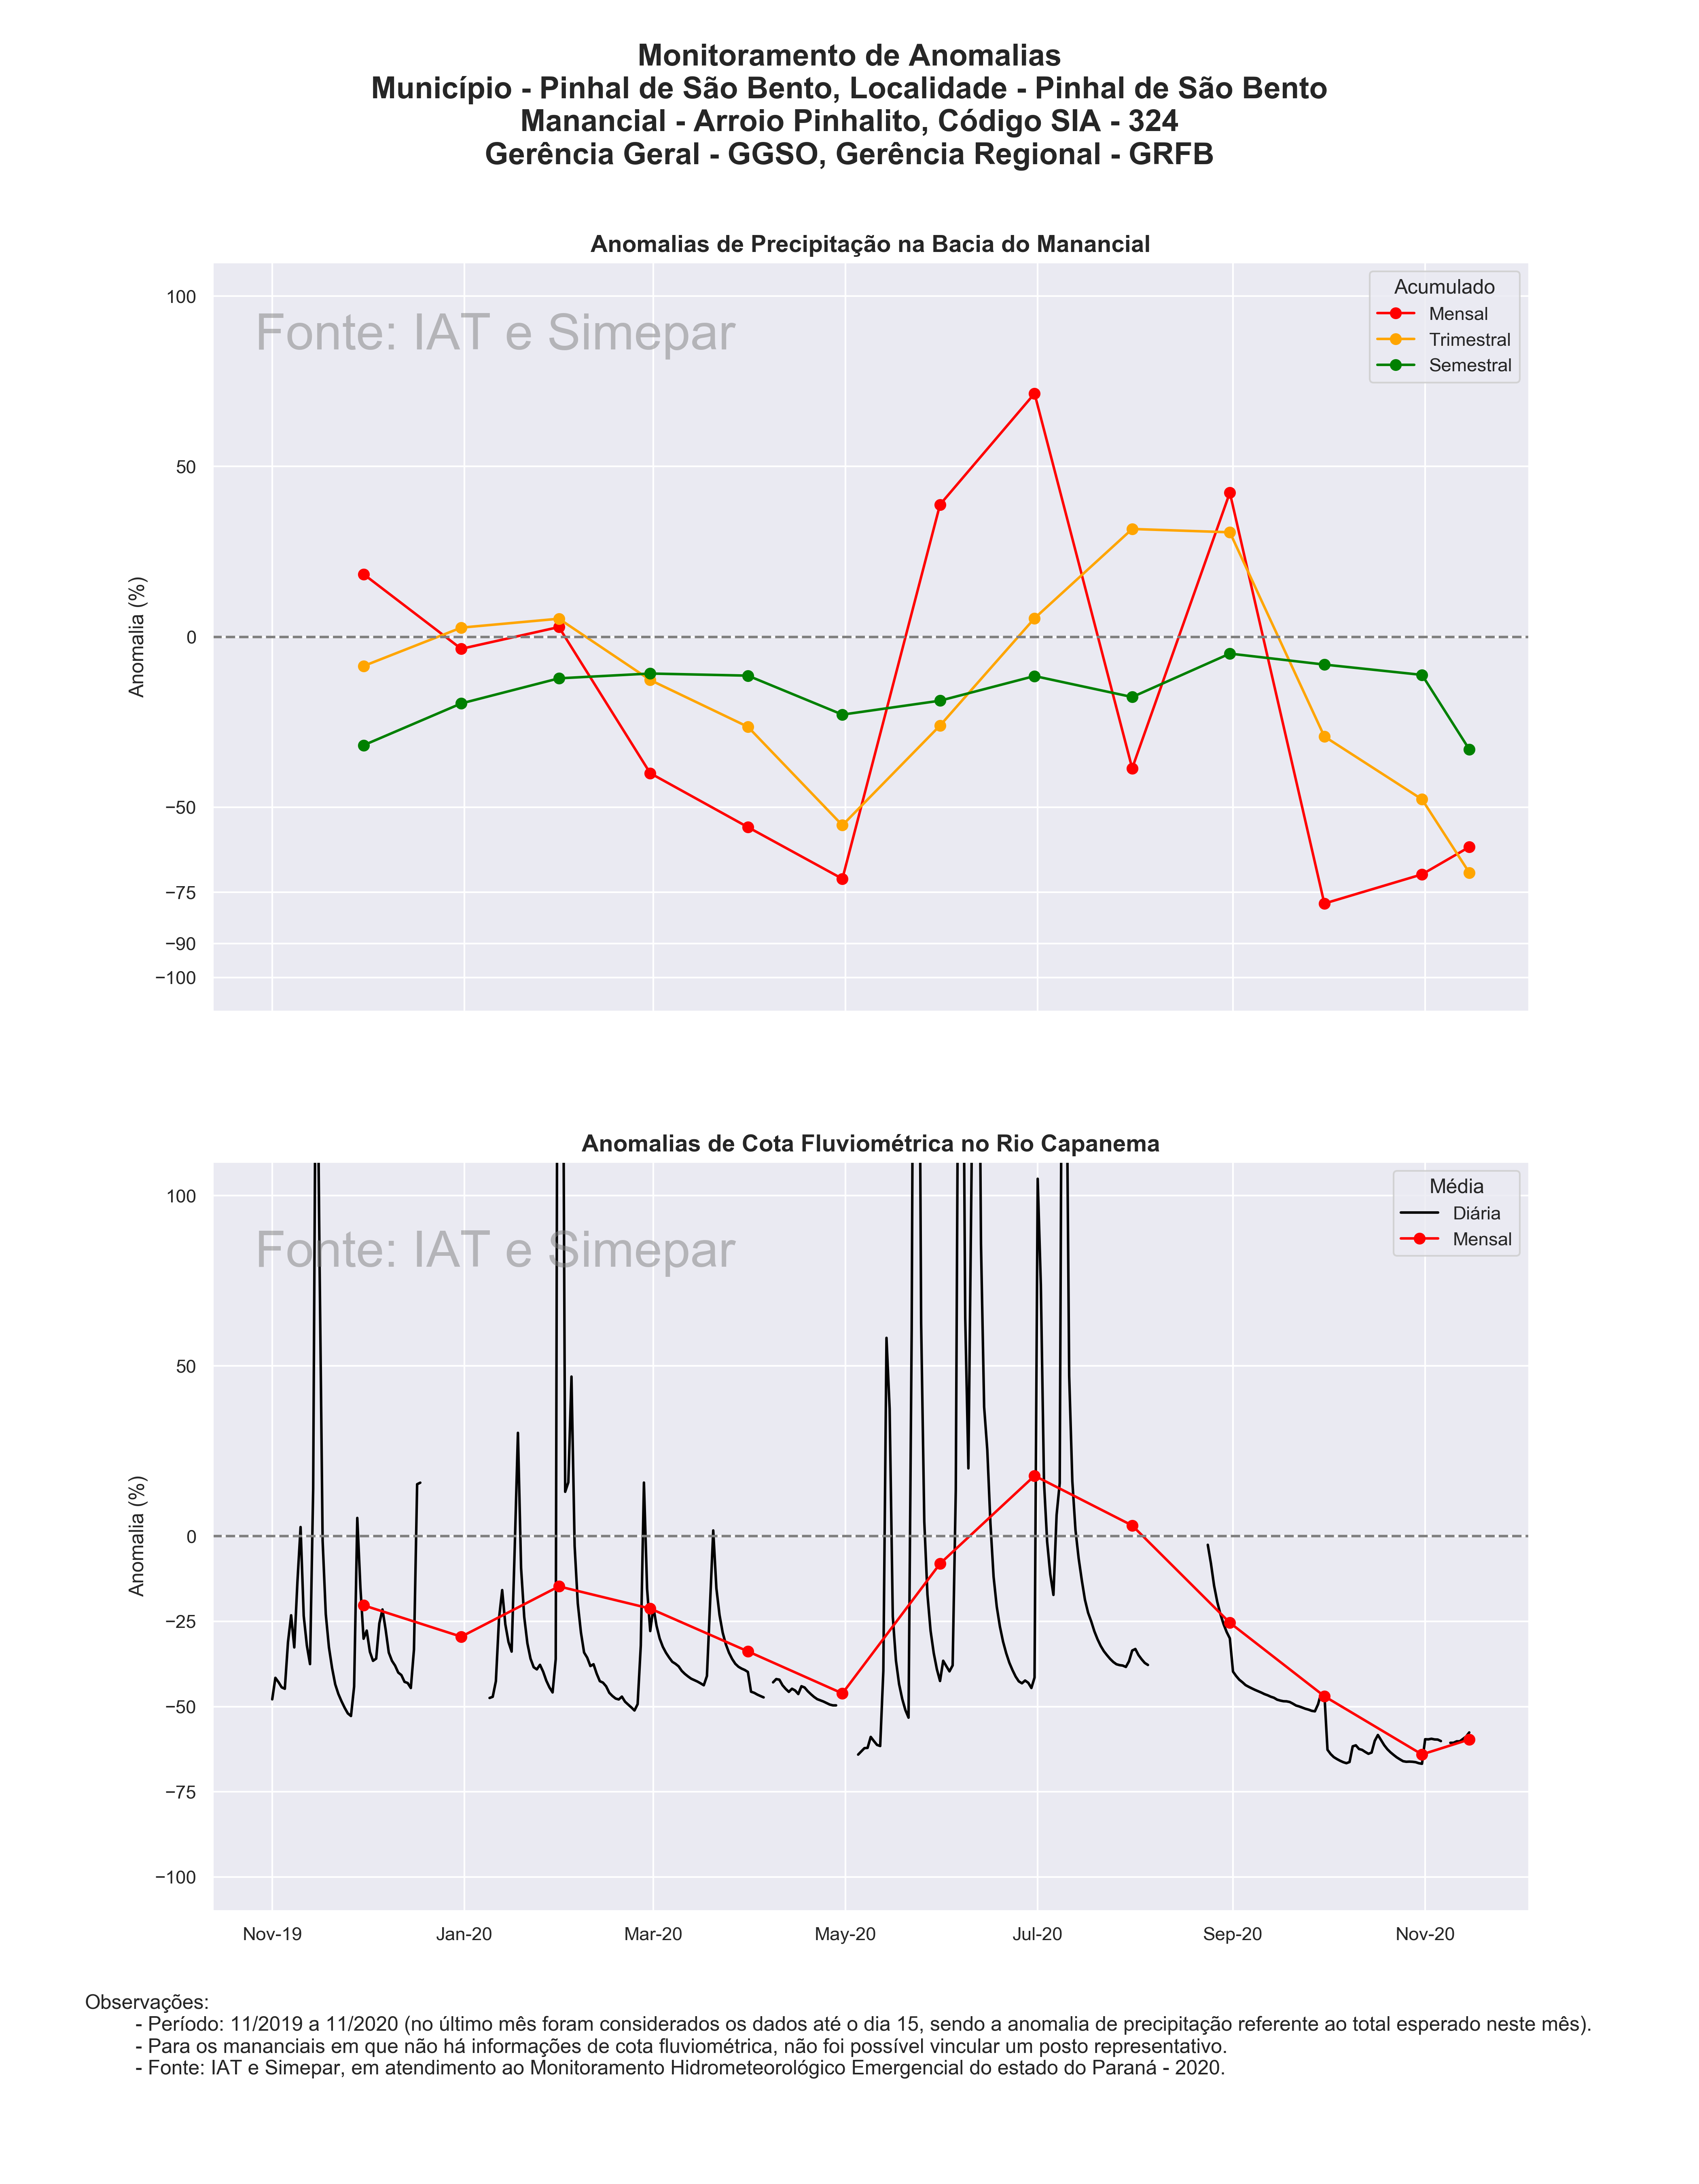 Monitoramento de Anomalias
Município - Pinhal de São Bento, Localidade - Pinhal de São Bento
Manancial - Arroio Pinhalito, Código SIA - 324
Gerência Geral - GGSO, Gerência Regional - GRFB
Anomalias de Precipitação na Bacia do Manancial
Fonte: IAT e Simepar
Acumulado
Mensal
Trimestral
Semestral
Anomalia (%)
100
50
0
−50
−75
−90
−100
Anomalias de Cota Fluviométrica no Rio Capanema
Fonte: IAT e Simepar
Média
Diária
Mensal
Anomalia (%)
100
50
0
−25
−50
−75
−100
Nov-19 Jan-20 Mar-20 May-20 Jul-20 Sep-20 Nov-20
Observações:
- Período: 11/2019 a 11/2020 (no último mês foram considerados os dados até o dia 15, sendo a anomalia de precipitação referente ao total esperado neste mês).
- Para os mananciais em que não há informações de cota fluviométrica, não foi possível vincular um posto representativo.
- Fonte: IAT e Simepar, em atendimento ao Monitoramento Hidrometeorológico Emergencial do estado do Paraná - 2020.